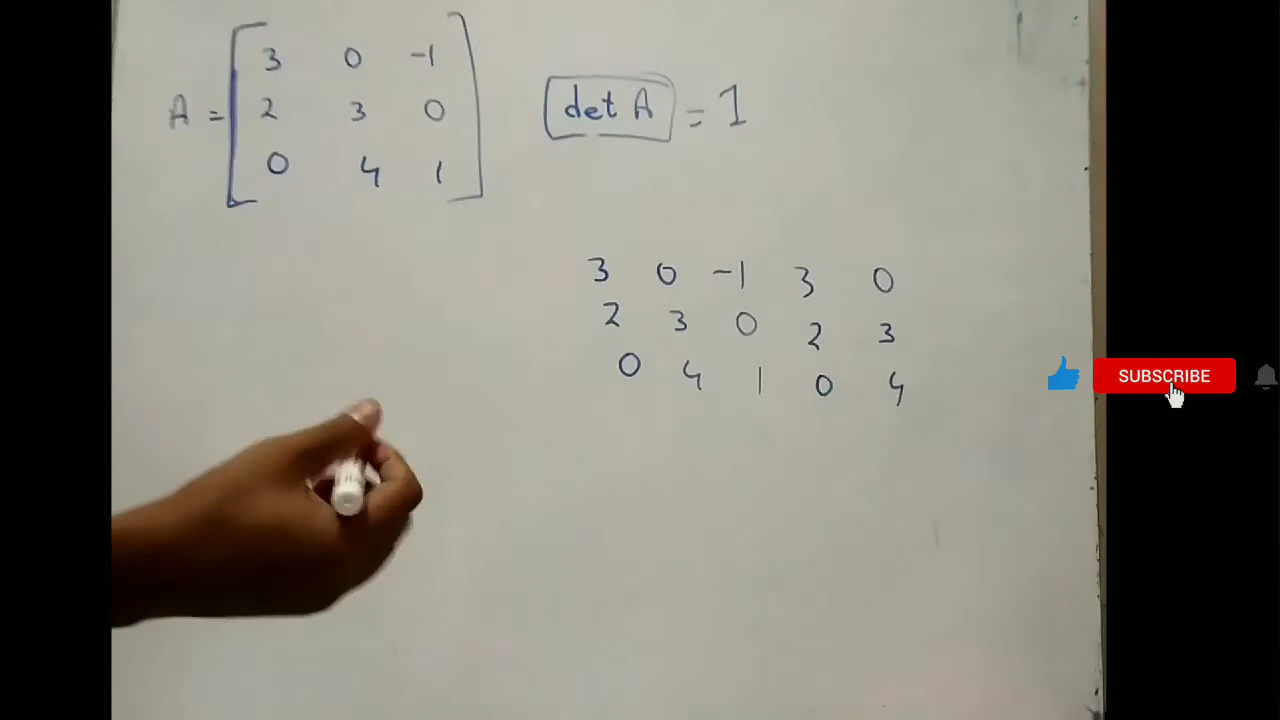 A = [ 3 0 -1
2 3 0
0 4 1 ]
det A = 1
3 0 -1 3 0
2 3 0 2 3
0 4 1 0 4
SUBSCRIBE